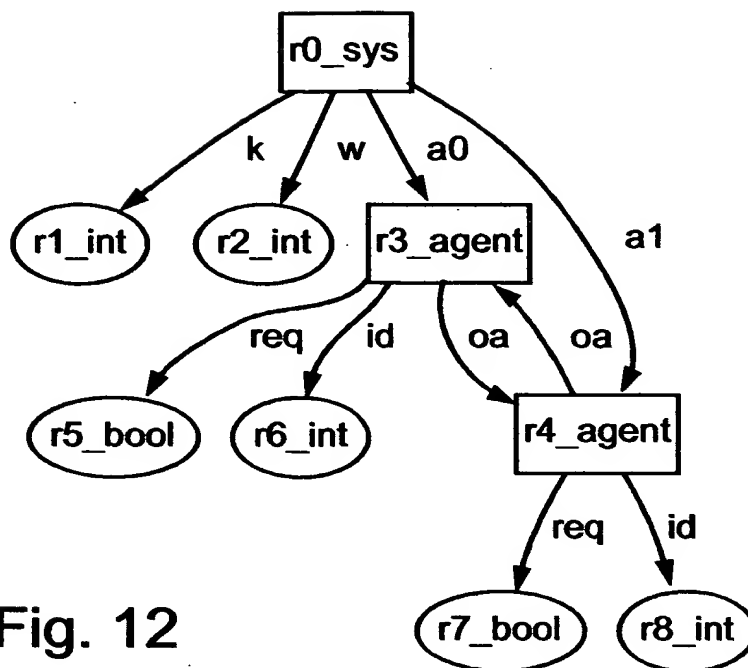 r0_sys
k
w
a0
r1_int
r2_int
r3_agent
a1
req
id
oa
oa
r5_bool
r6_int
r4_agent
req
id
Fig. 12
r7_bool
r8_int